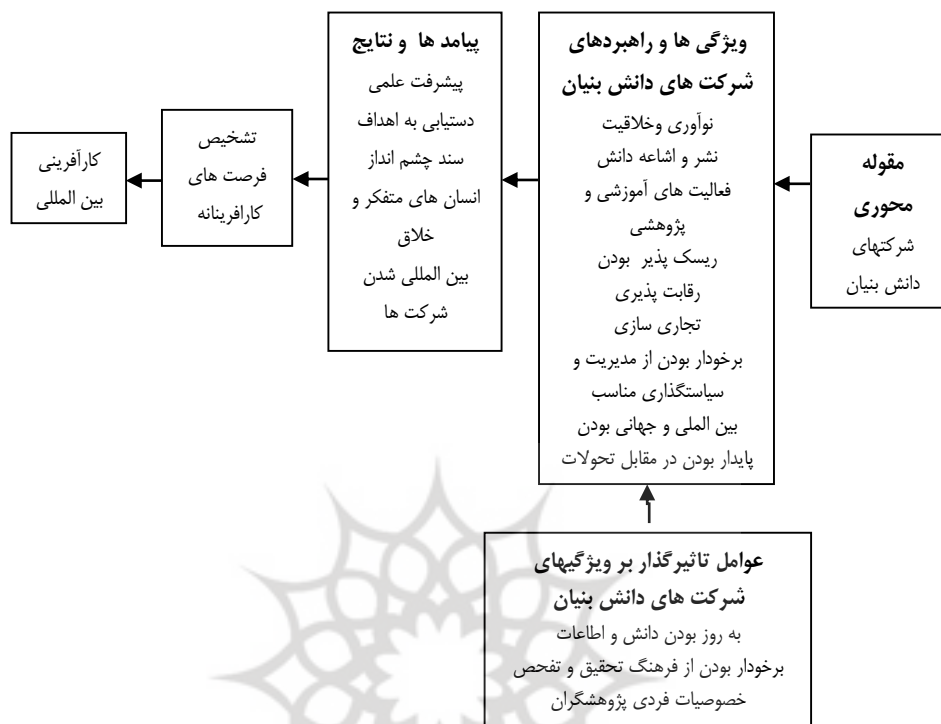 مقوله
محوری
شرکتهای
دانش بنیان
ویژگی ها و راهبردهای
شرکت های دانش بنیان
نوآوری وخلاقیت
نشر و اشاعه دانش
فعالیت های آموزشی و
پژوهشی
ریسک پذیر بودن
رقابت پذیری
تجاری سازی
برخودار بودن از مدیریت و
سیاستگذاری مناسب
بین الملی و جهانی بودن
پایدار بودن در مقابل تحولات
پیامد ها و نتایج
پیشرفت علمی
دستیابی به اهداف
سند چشم انداز
انسان های متفکر و
خلاق
بین المللی شدن
شرکت ها
تشخیص
فرصت های
کارافرینانه
کارآفرینی
بین المللی
عوامل تاثیرگذار بر ویژگیهای
شرکت های دانش بنیان
به روز بودن دانش و اطاعات
برخودار بودن از فرهنگ تحقیق و تفحص
خصوصیات فردی پژوهشگران